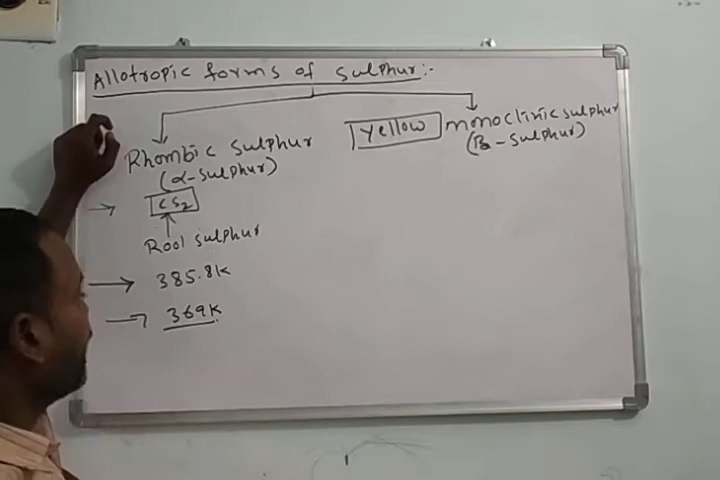 Allotropic forms of Sulphur:-
Rhombic Sulphur
(α-Sulphur)
CS₂
Rool Sulphur
385.8K
369K
Yellow
monoclinic sulphur
(β-Sulphur)